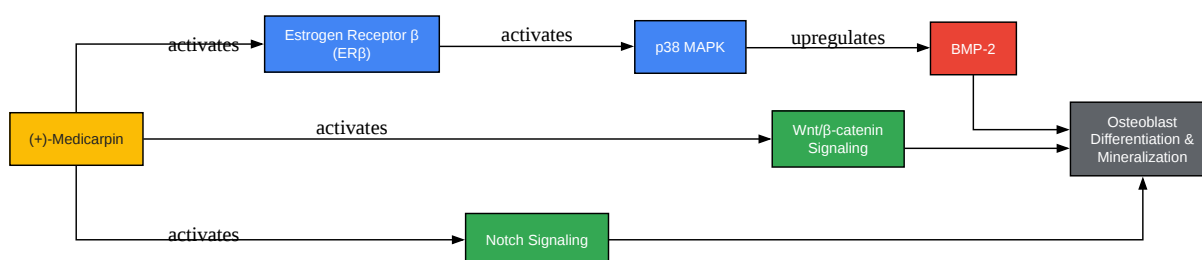 activates
Estrogen Receptor β
(ERβ)
activates
p38 MAPK
upregulates
BMP-2
(+)-Medicarpin
activates
Wnt/β-catenin
Signaling
Osteoblast
Differentiation &
Mineralization
activates
Notch Signaling